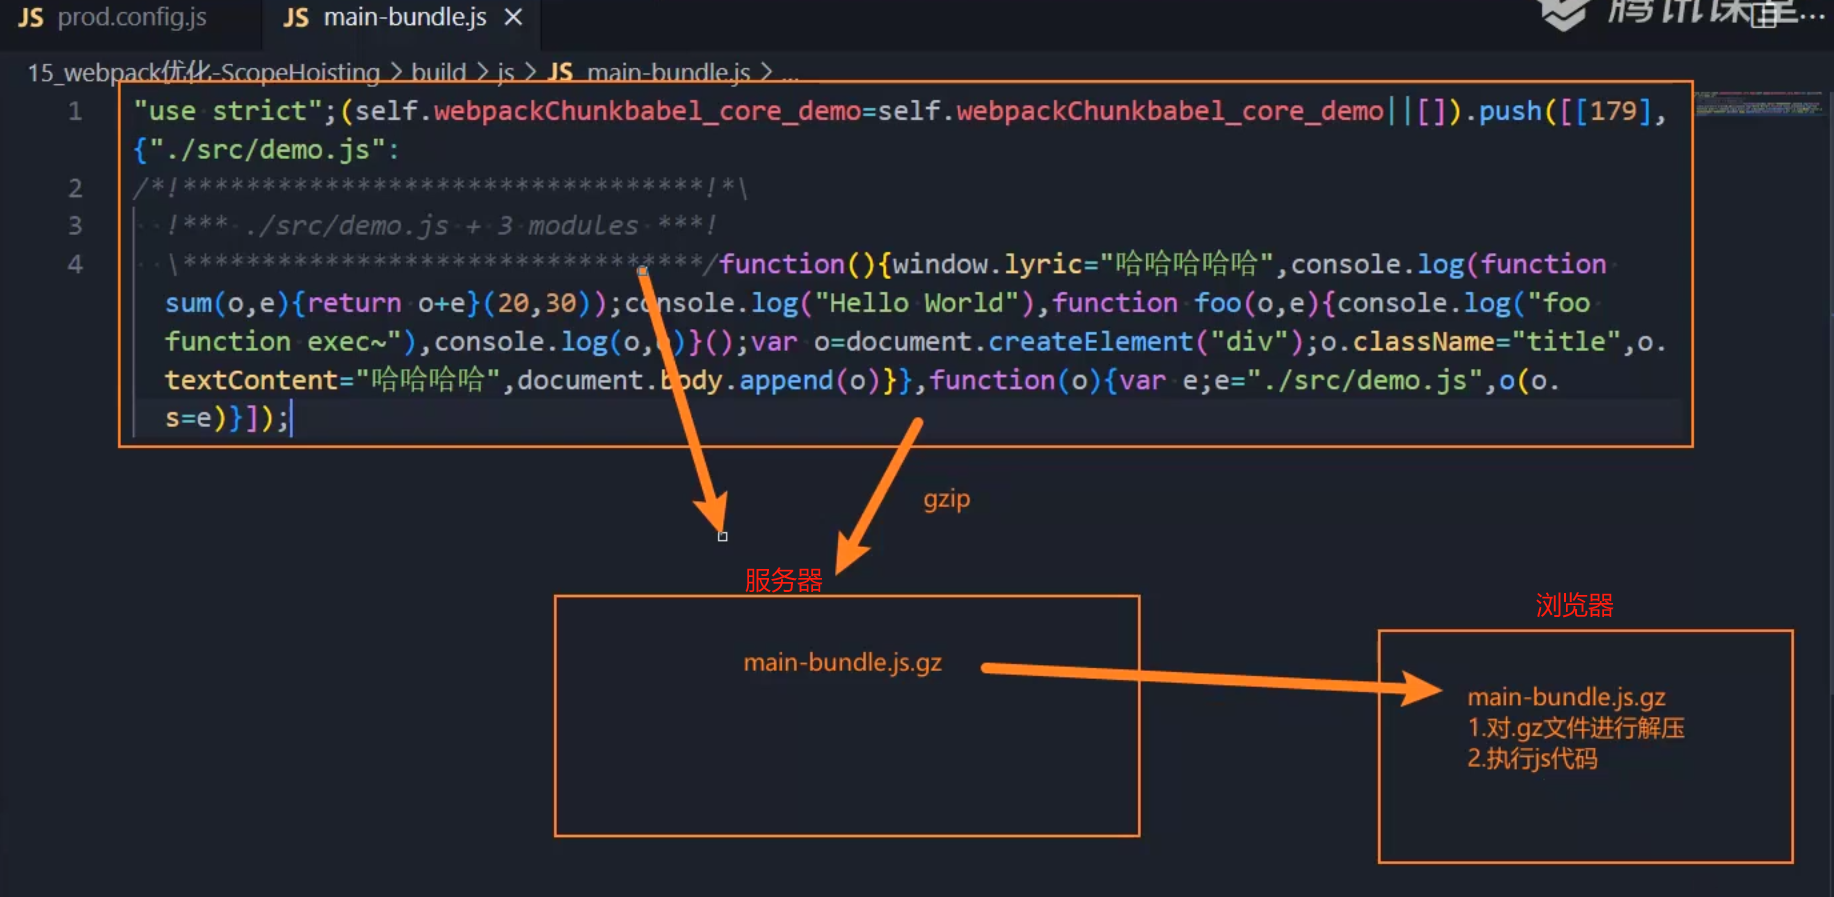 JS prod.config.js
JS main-bundle.js ×
腾讯课堂
15_webpack优化-ScopeHoisting > build > js > JS main-bundle.js > ...
1 "use strict";(self.webpackChunkbabel_core_demo=self.webpackChunkbabel_core_demo||[]).push([[179],
{"./src/demo.js":
2 /*!*********************************!*\
3 !*** ./src/demo.js + 3 modules ***!
4 \*********************************/function(){window.lyric="哈哈哈哈哈",console.log(function
sum(o,e){return o+e}(20,30));console.log("Hello World"),function foo(o,e){console.log("foo
function exec~"),console.log(o,e)}();var o=document.createElement("div");o.className="title",o.
textContent="哈哈哈哈",document.body.append(o)}},function(o){var e;e="./src/demo.js",o(o.
s=e)}]);
gzip
服务器
main-bundle.js.gz
浏览器
main-bundle.js.gz
1.对.gz文件进行解压
2.执行js代码